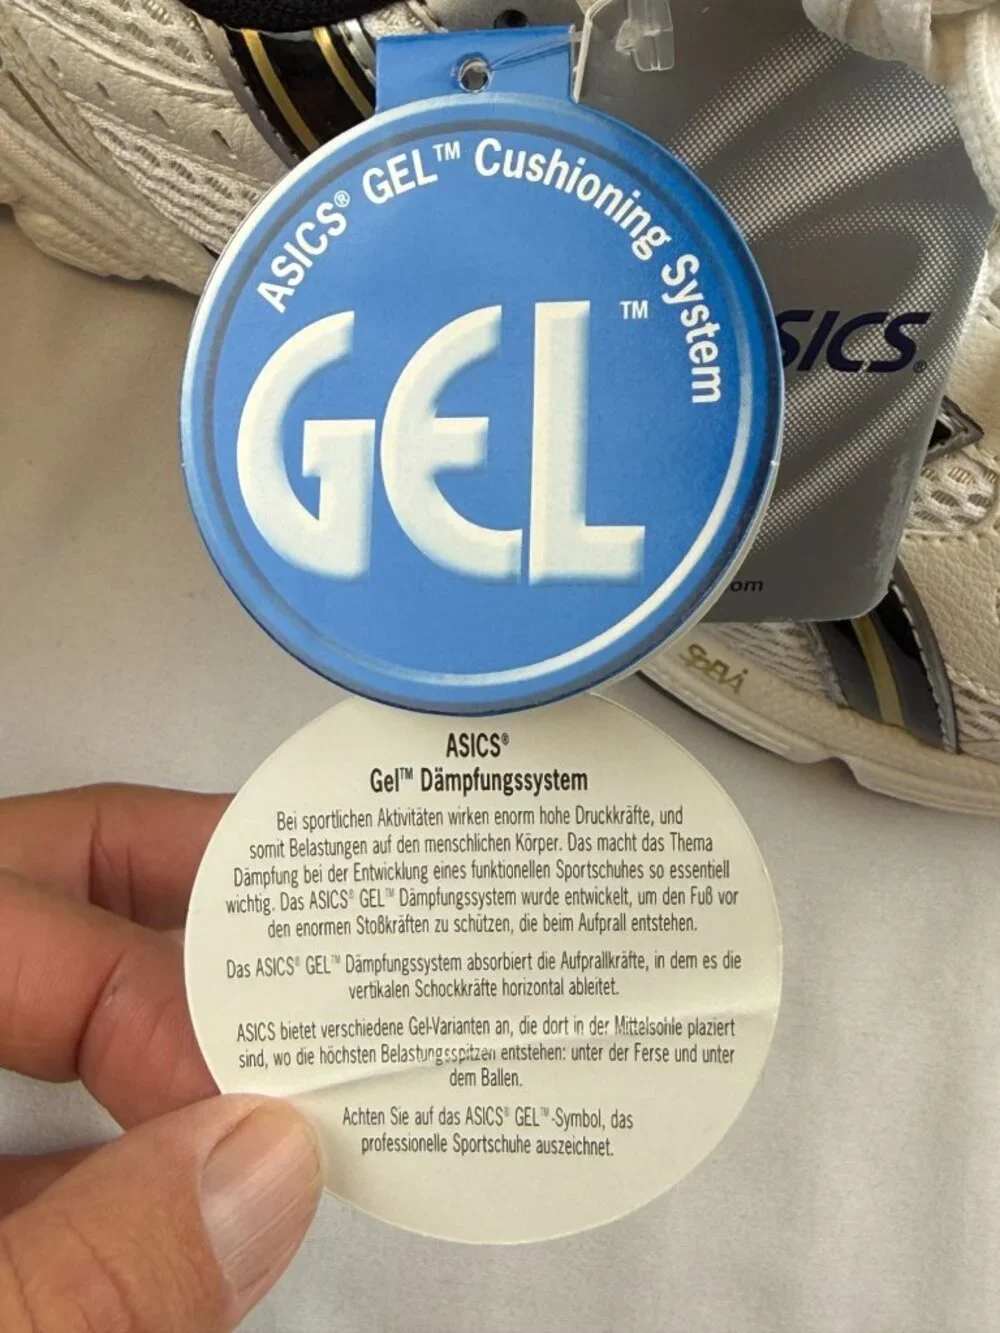 ASICS® GEL™ Cushioning System
GEL™
SICS®
om
SpEVA
ASICS®
Gel™ Dämpfungssystem
Bei sportlichen Aktivitäten wirken enorm hohe Druckkräfte, und
somit Belastungen auf den menschlichen Körper. Das macht das Thema
Dämpfung bei der Entwicklung eines funktionellen Sportschuhes so essentiell
wichtig. Das ASICS® GEL™ Dämpfungssystem wurde entwickelt, um den Fuß vor
den enormen Stoßkräften zu schützen, die beim Aufprall entstehen.
Das ASICS® GEL™ Dämpfungssystem absorbiert die Aufprallkräfte, in dem es die
vertikalen Schockkräfte horizontal ableitet.
ASICS bietet verschiedene Gel-Varianten an, die dort in der Mittelsohle plaziert
sind, wo die höchsten Belastungsspitzen entstehen: unter der Ferse und unter
dem Ballen.
Achten Sie auf das ASICS® GEL™-Symbol, das
professionelle Sportschuhe auszeichnet.